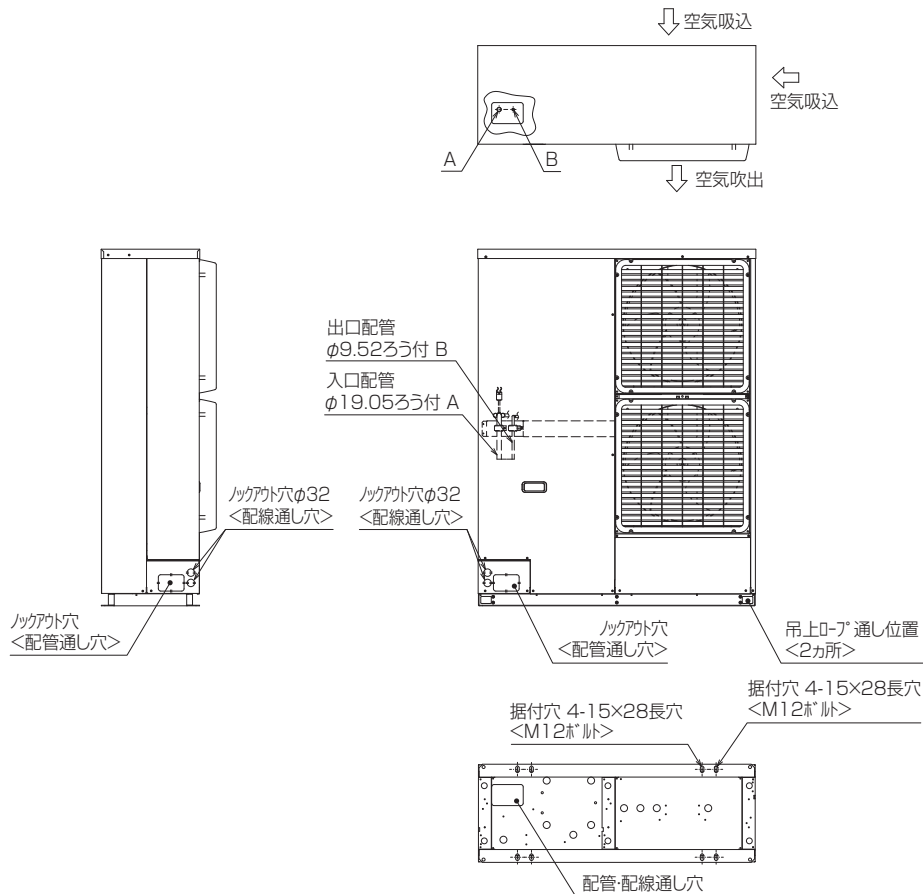 空気吸込
空気吸込
A
B
空気吹出
出口配管
φ9.52ろう付 B
入口配管
φ19.05ろう付 A
ノックアウト穴φ32
<配線通し穴>
ノックアウト穴φ32
<配線通し穴>
ノックアウト穴
<配管通し穴>
ノックアウト穴
<配管通し穴>
吊上ロープ通し位置
<2ヵ所>
据付穴 4-15×28長穴
<M12ボルト>
据付穴 4-15×28長穴
<M12ボルト>
配管・配線通し穴